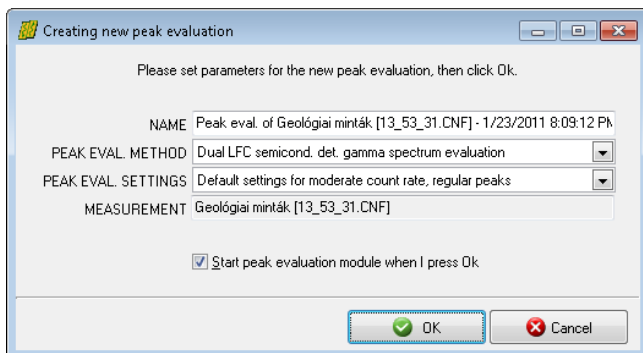 Creating new peak evaluation
Please set parameters for the new peak evaluation, then click Ok.
NAME Peak eval. of Geológiai minták [13_53_31.CNF] - 1/23/2011 8:09:12 PM
PEAK EVAL. METHOD Dual LFC semicond. det. gamma spectrum evaluation
PEAK EVAL. SETTINGS Default settings for moderate count rate, regular peaks
MEASUREMENT Geológiai minták [13_53_31.CNF]
Start peak evaluation module when I press Ok
OK Cancel